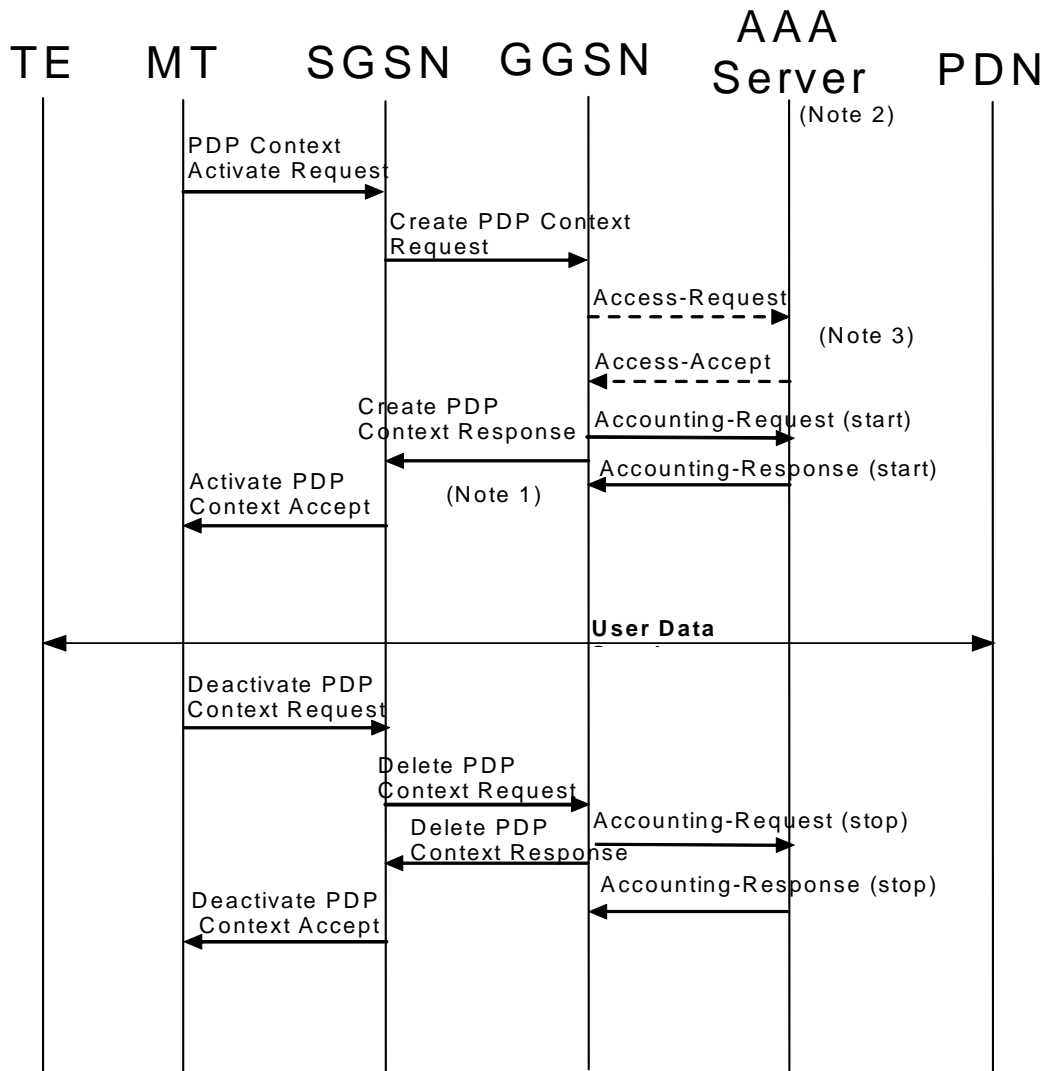 TE MT SGSN GGSN AAA Server PDN
(Note 2)
PDP Context
Activate Request
Create PDP Context
Request
Access-Request
(Note 3)
Access-Accept
Create PDP
Context Response
Accounting-Request (start)
Accounting-Response (start)
Activate PDP
Context Accept
(Note 1)
User Data
Deactivate PDP
Context Request
Delete PDP
Context Request
Accounting-Request (stop)
Delete PDP
Context Response
Accounting-Response (stop)
Deactivate PDP
Context Accept